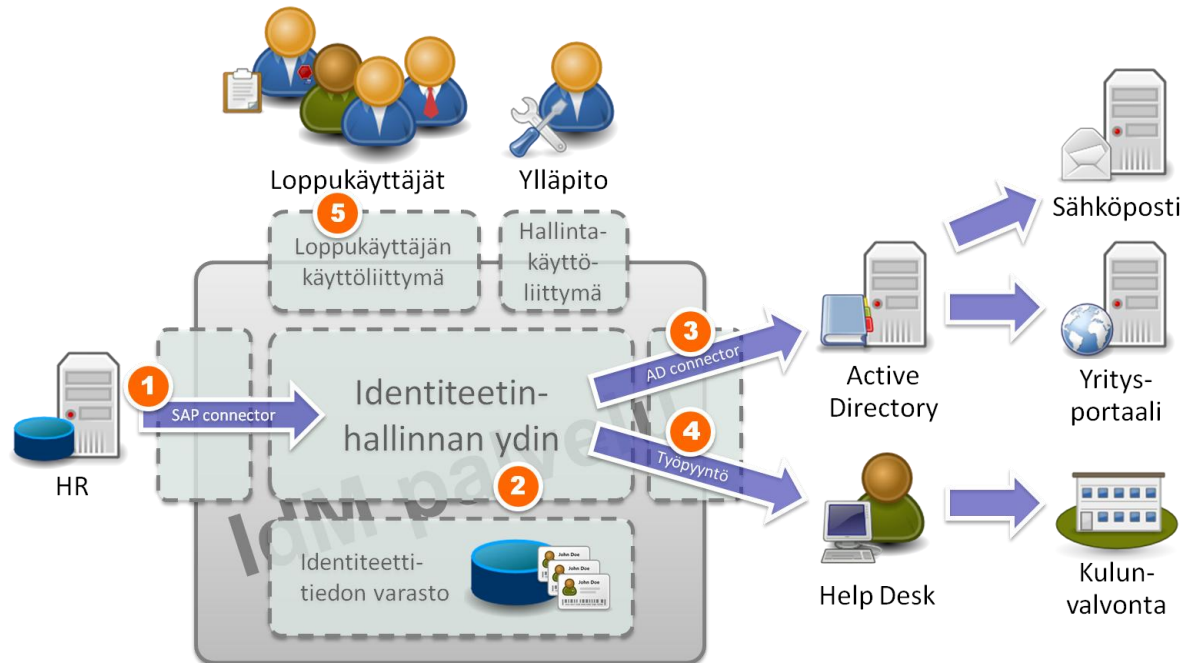 Loppukäyttäjät
Ylläpito
5
Loppukäyttäjän
käyttöliittymä
Hallinta-
käyttö-
liittymä
Sähköposti
1
SAP connector
HR
Identiteetin-
hallinnan ydin
2
3
AD connector
4
Työpyyntö
Active
Directory
Yritys-
portaali
IdM palvelin
Identiteetti-
tiedon varasto
John Doe
John Doe
John Doe
Help Desk
Kulun-
valvonta